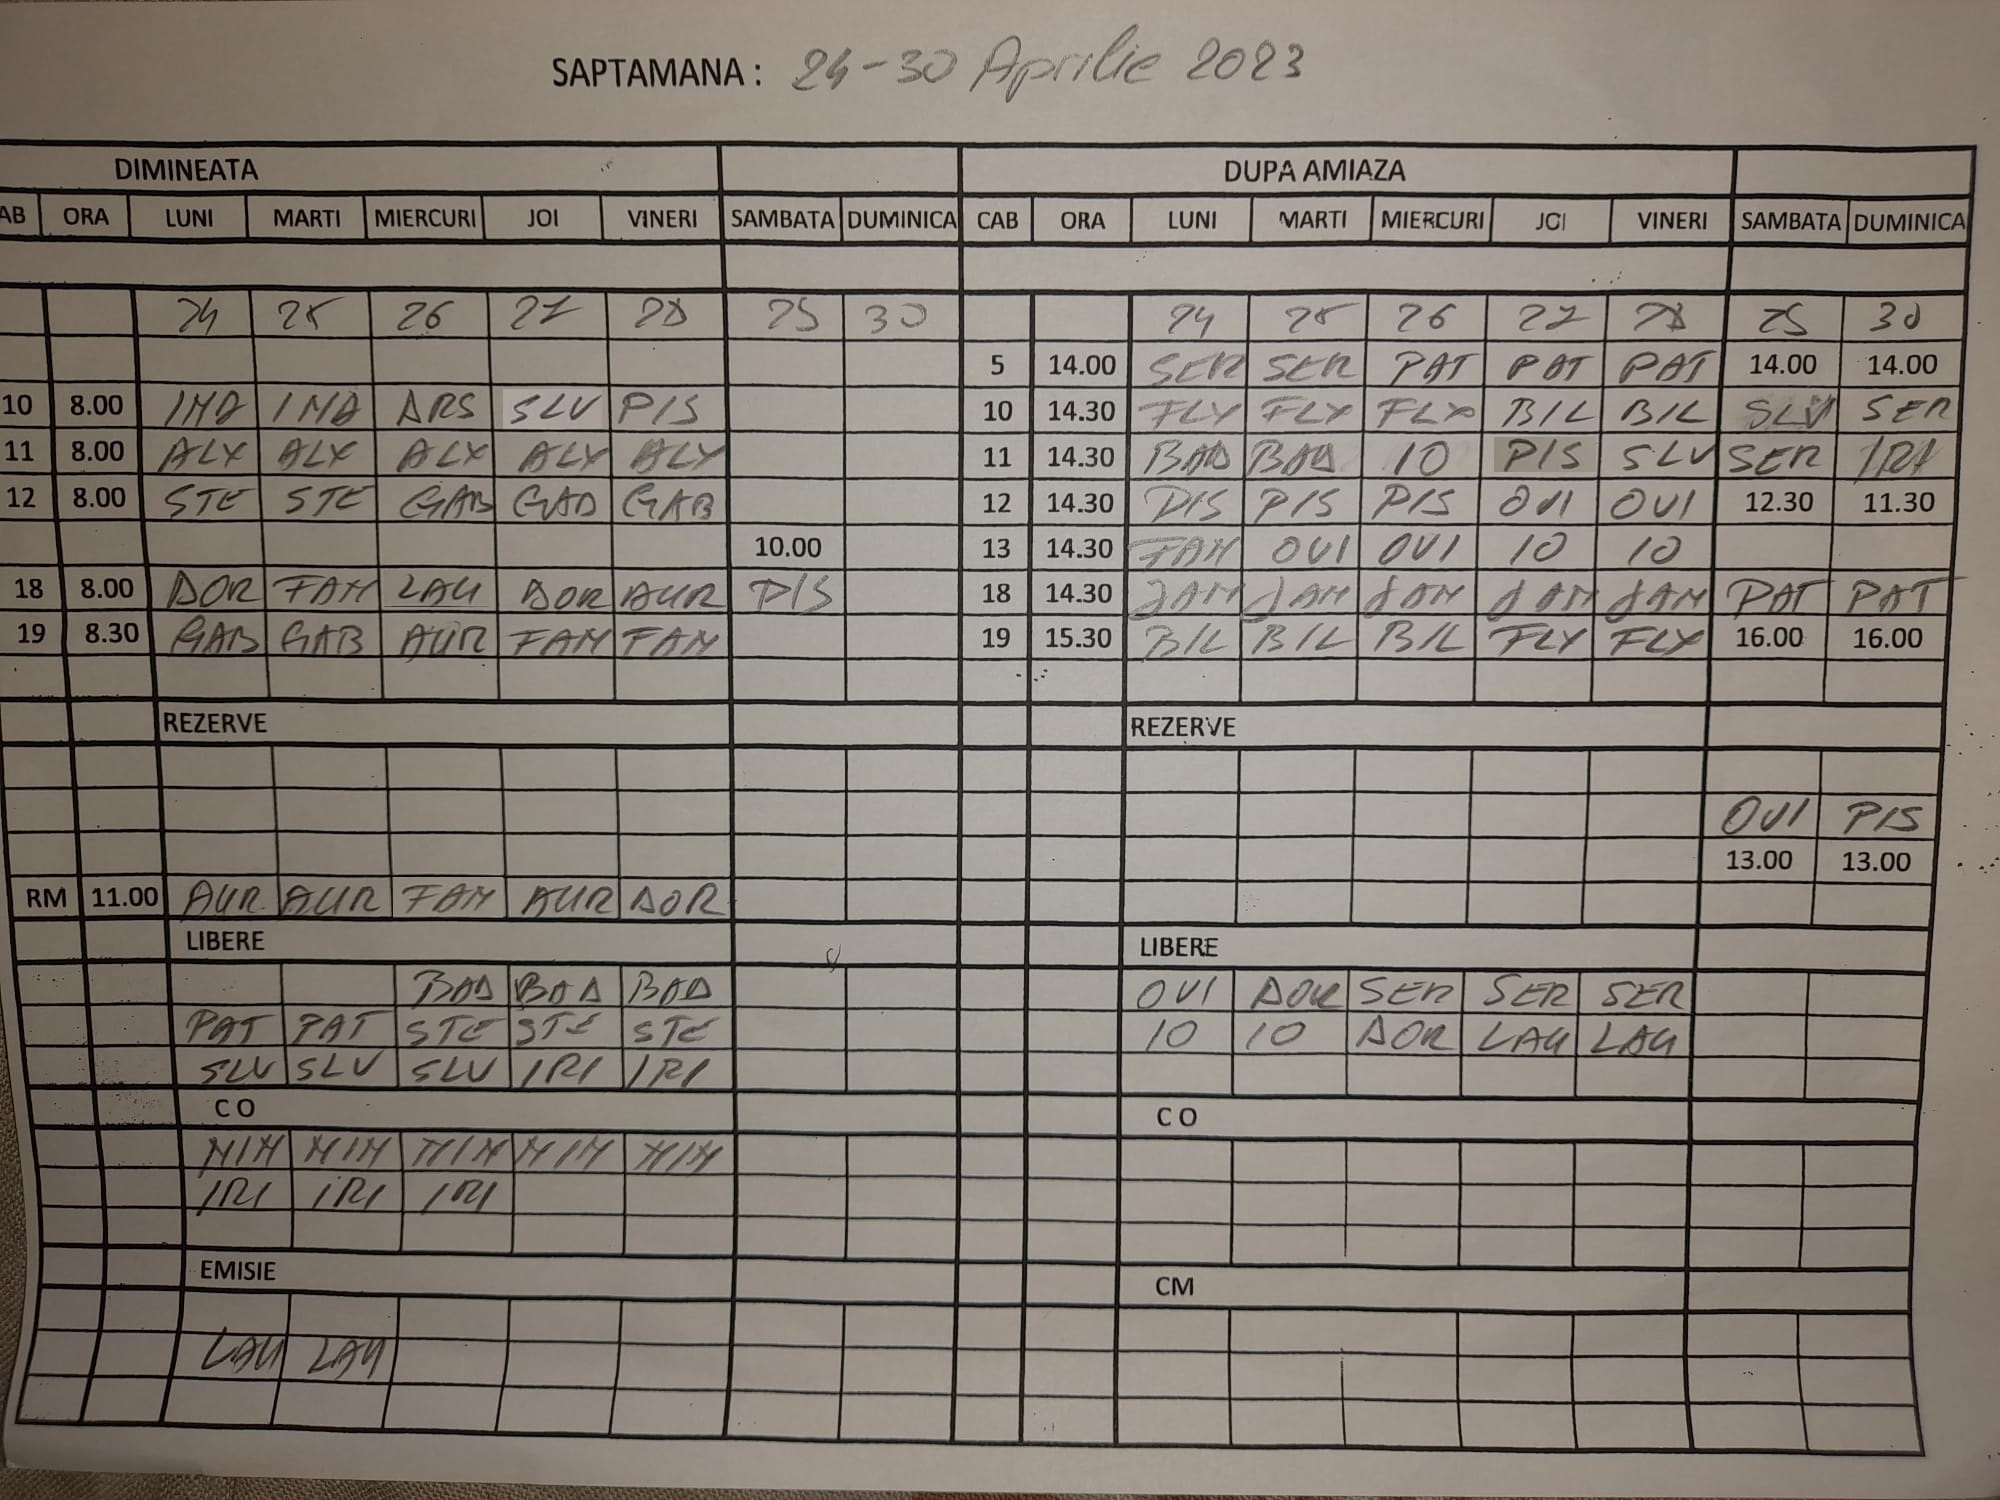 SAPTAMANA : 24-30 Aprilie 2023
DIMINEATA DUPA AMIAZA
AB ORA LUNI MARTI MIERCURI JOI VINERI SAMBATA DUMINICA CAB ORA LUNI MARTI MIERCURI JOI VINERI SAMBATA DUMINICA
24 25 26 27 28 29 30 24 25 26 27 28 29 30
5 14.00 SER SER PAT PAT PAT 14.00 14.00
10 8.00 ARS SLV PIS 10 14.30 FLX FLX FLX BIL BIL SLV SER
11 8.00 ALX ALX ALX ALX ALX 11 14.30 BAD BAD 10 PIS SLV SER IRI
12 8.00 STE STE GAB GAB GAB 12 14.30 PIS PIS PIS OVI OVI 12.30 11.30
10.00 13 14.30 FAM OVI OVI 10 10
18 8.00 DOR FAM LAU DOR AUR PIS 18 14.30 JAM JAM JAM JAM JAM PAT PAT
19 8.30 GAB GAB AUR FAM FAM 19 15.30 BIL BIL BIL FLX FLX 16.00 16.00
REZERVE REZERVE
OVI PIS
13.00 13.00
RM 11.00 AUR AUR FAM AUR DOR
LIBERE LIBERE
BAD BAD BAD OVI DOR SER SER SER
PAT PAT STE STE STE 10 10 DOR LAU LAU
SLV SLV SLV IRI IRI
C O C O
MIH MIH MIH MIH MIH
IRI IRI IRI
EMISIE CM
LAU LAU